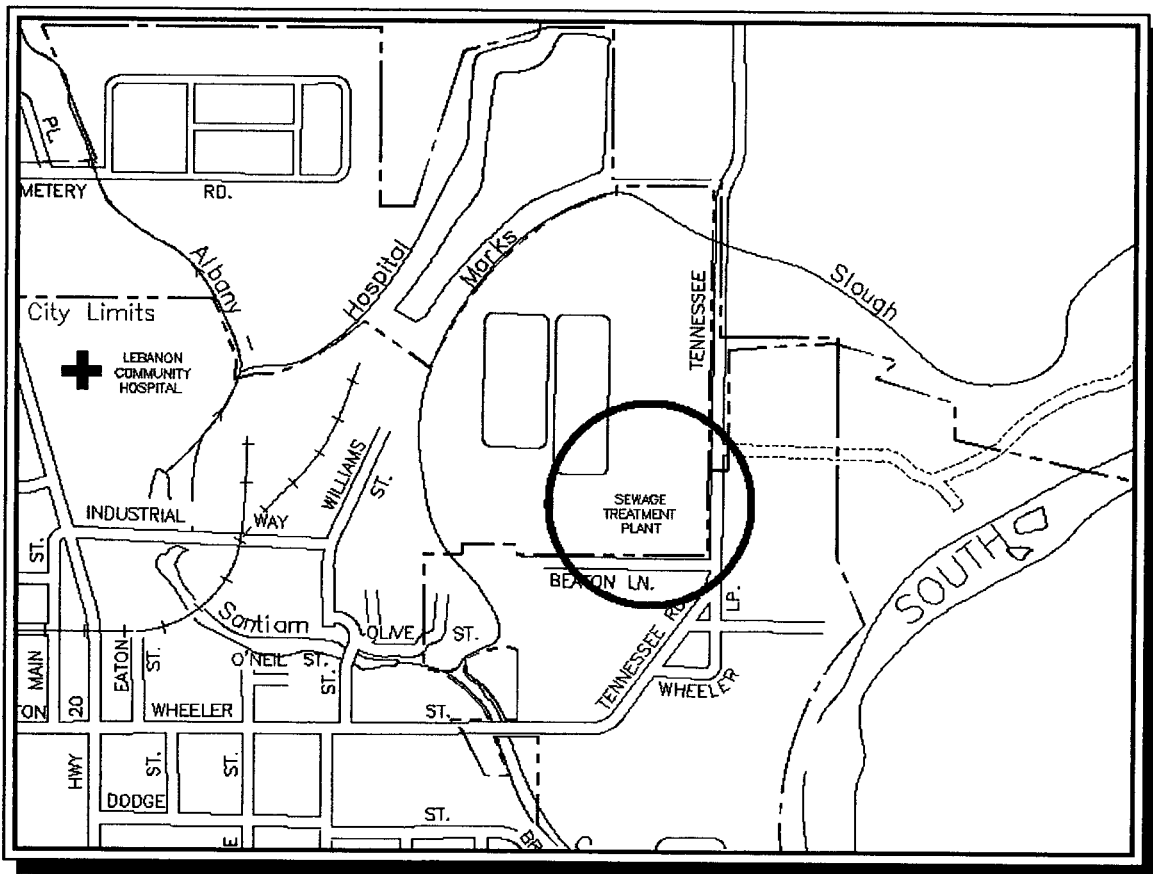 PL.
METERY RD.
Albany
Hospital
Marks
Slough
TENNESSEE
City Limits
LEBANON
COMMUNITY
HOSPITAL
WILLIAMS
ST.
INDUSTRIAL WAY
SEWAGE
TREATMENT
PLANT
BEATON LN.
SOUTH
ST.
Santiam
OLIVE ST.
O'NEIL ST.
TENNESSEE RD.
LP.
WHEELER
MAIN
EATON
ST.
ST.
TON
20
WHEELER
ST.
HWY
ST.
ST.
DODGE
ST.
E
BR